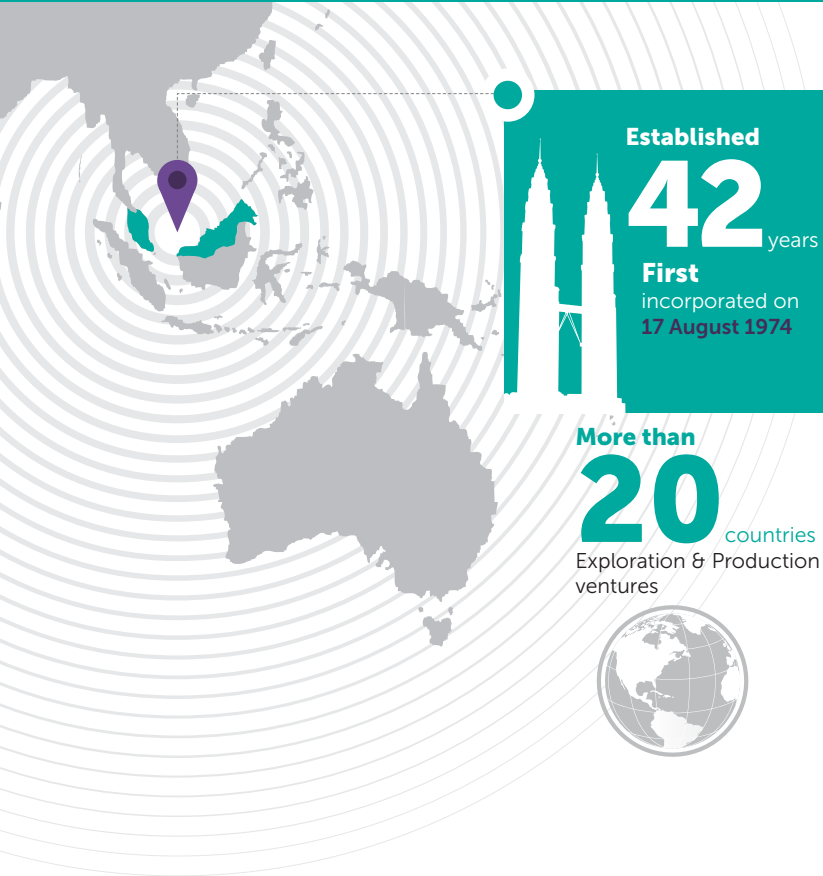 Established
42 years
First
incorporated on
17 August 1974
More than
20 countries
Exploration & Production
ventures